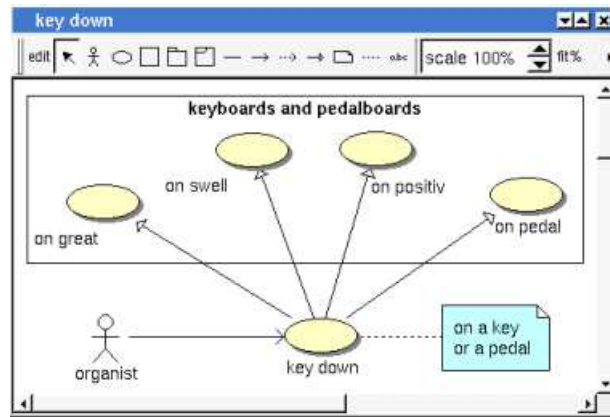 key down
edit abc scale 100% fit%
keyboards and pedalboards
on swell
on positiv
on great
on pedal
on a key
or a pedal
organist
key down